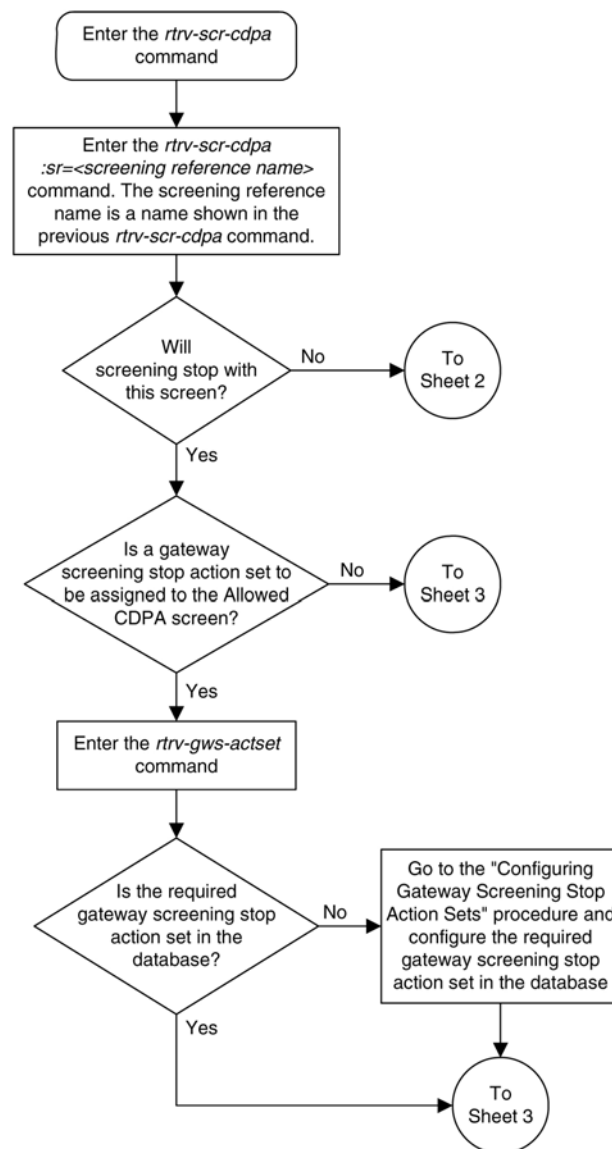 Enter the rtrv-scr-cdpa
command
Enter the rtrv-scr-cdpa
:sr=<screening reference name>
command. The screening reference
name is a name shown in the
previous rtrv-scr-cdpa command.
Will
screening stop with
this screen?
No
To
Sheet 2
Yes
Is a gateway
screening stop action set to
be assigned to the Allowed
CDPA screen?
No
To
Sheet 3
Yes
Enter the rtrv-gws-actset
command
Is the required
gateway screening stop
action set in the
database?
No
Go to the "Configuring
Gateway Screening Stop
Action Sets" procedure and
configure the required
gateway screening stop
action set in the database
Yes
To
Sheet 3